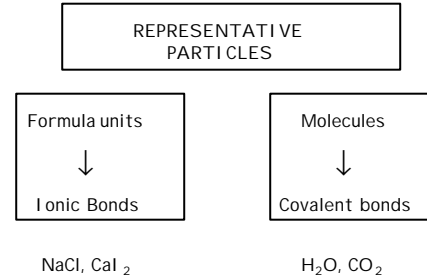 REPRESENTATIVE
PARTICLES
Formula units
Molecules
↓
↓
Ionic Bonds
Covalent bonds
NaCl, CaI₂
H₂O, CO₂